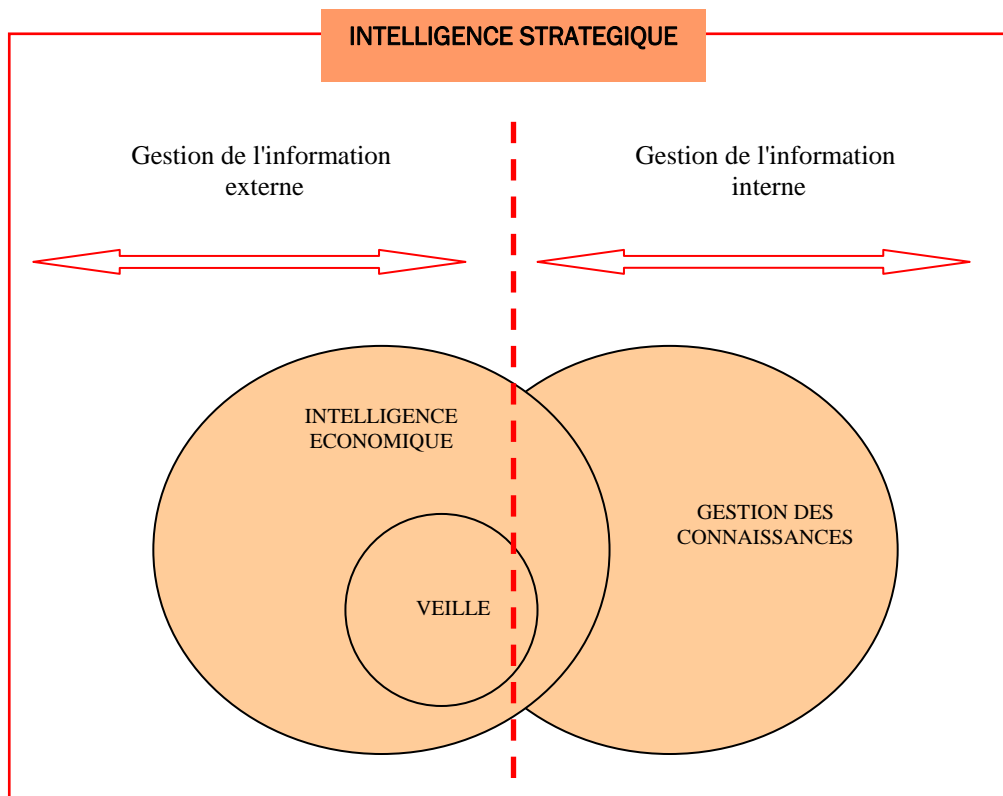 INTELLIGENCE STRATEGIQUE
Gestion de l'information
externe
Gestion de l'information
interne
INTELLIGENCE
ECONOMIQUE
GESTION DES
CONNAISSANCES
VEILLE